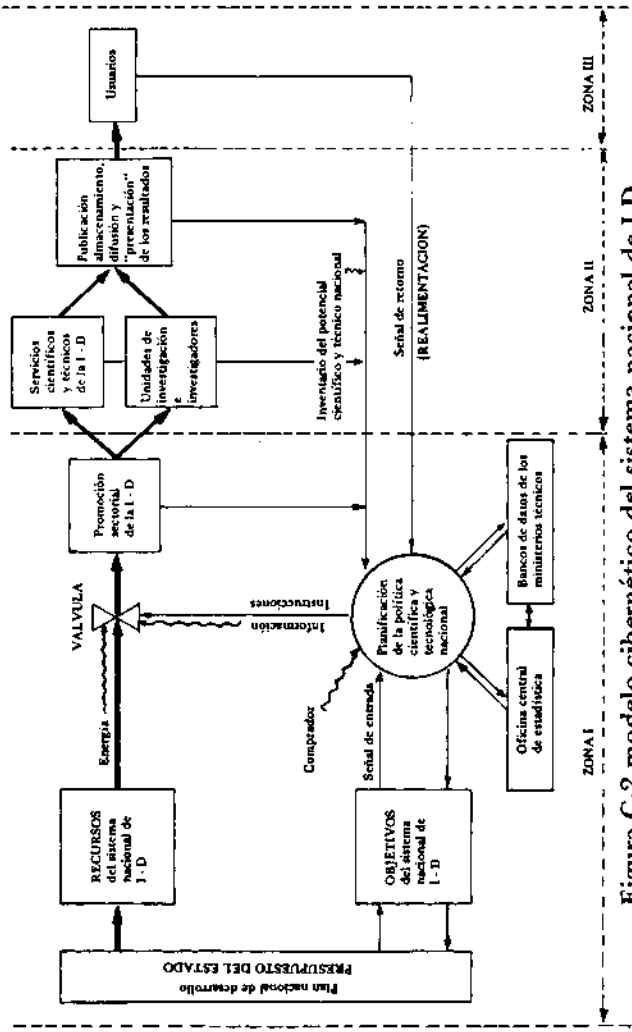 Plan nacional de desarrollo
PRESUPUESTO DEL ESTADO
RECURSOS
del sistema
nacional de
I - D
Energía
VALVULA
Promoción
sectorial
de la I - D
Servicios
científicos
y técnicos
de la I - D
Unidades de
investigación
e
investigadores
Publicación
almacenamiento,
difusión y
"presentación"
de los resultados
Usuarios
Información
Instrucciones
Inventario del potencial
científico y técnico nacional
Señal de retorno
(REALIMENTACION)
Comprador
Señal de entrada
OBJETIVOS
del sistema
nacional de
I - D
Planificación
de la política
científica y
tecnológica
nacional
Oficina central
de estadística
Bancos de datos de los
ministerios técnicos
ZONA I
ZONA II
ZONA III
Figura C-2 modelo cibernético del sistema nacional de I-D